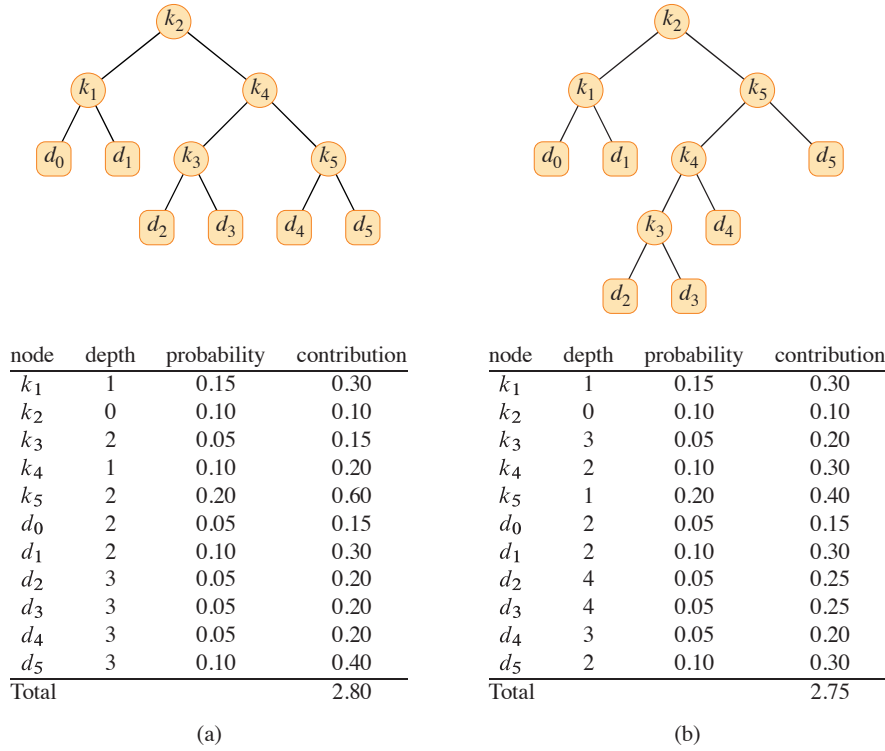 k2
k1 k4
d0 d1 k3 k5
d2 d3 d4 d5
node depth probability contribution
k1 1 0.15 0.30
k2 0 0.10 0.10
k3 2 0.05 0.15
k4 1 0.10 0.20
k5 2 0.20 0.60
d0 2 0.05 0.15
d1 2 0.10 0.30
d2 3 0.05 0.20
d3 3 0.05 0.20
d4 3 0.05 0.20
d5 3 0.10 0.40
Total 2.80
(a)
k2
k1 k5
d0 d1 k4 d5
k3 d4
d2 d3
node depth probability contribution
k1 1 0.15 0.30
k2 0 0.10 0.10
k3 3 0.05 0.20
k4 2 0.10 0.30
k5 1 0.20 0.40
d0 2 0.05 0.15
d1 2 0.10 0.30
d2 4 0.05 0.25
d3 4 0.05 0.25
d4 3 0.05 0.20
d5 2 0.10 0.30
Total 2.75
(b)